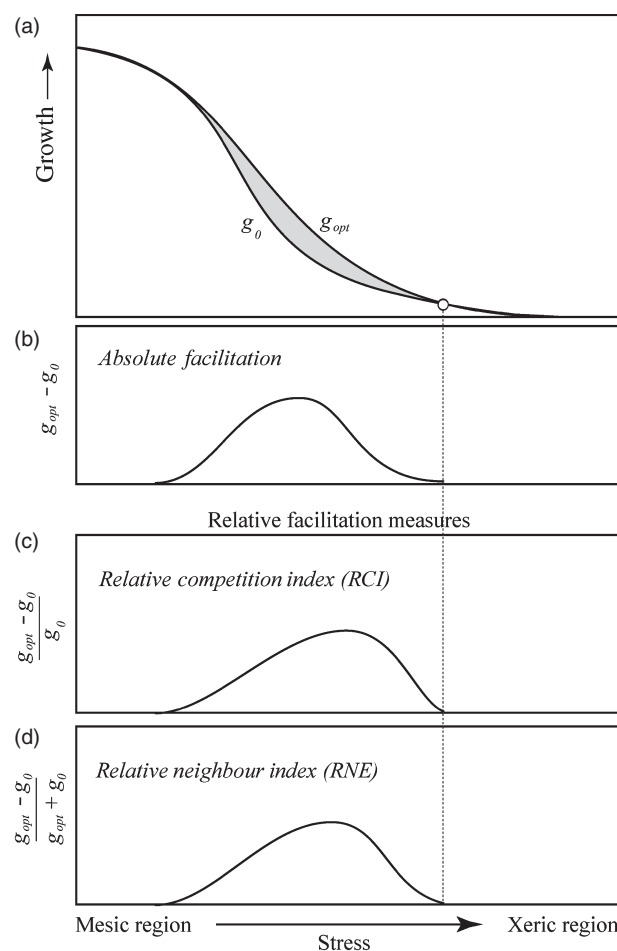 (a)
Growth
g0
gopt
(b)
Absolute facilitation
gopt - g0
Relative facilitation measures
(c)
Relative competition index (RCI)
gopt - g0
g0
(d)
Relative neighbour index (RNE)
gopt - g0
gopt + g0
Mesic region
Xeric region
Stress